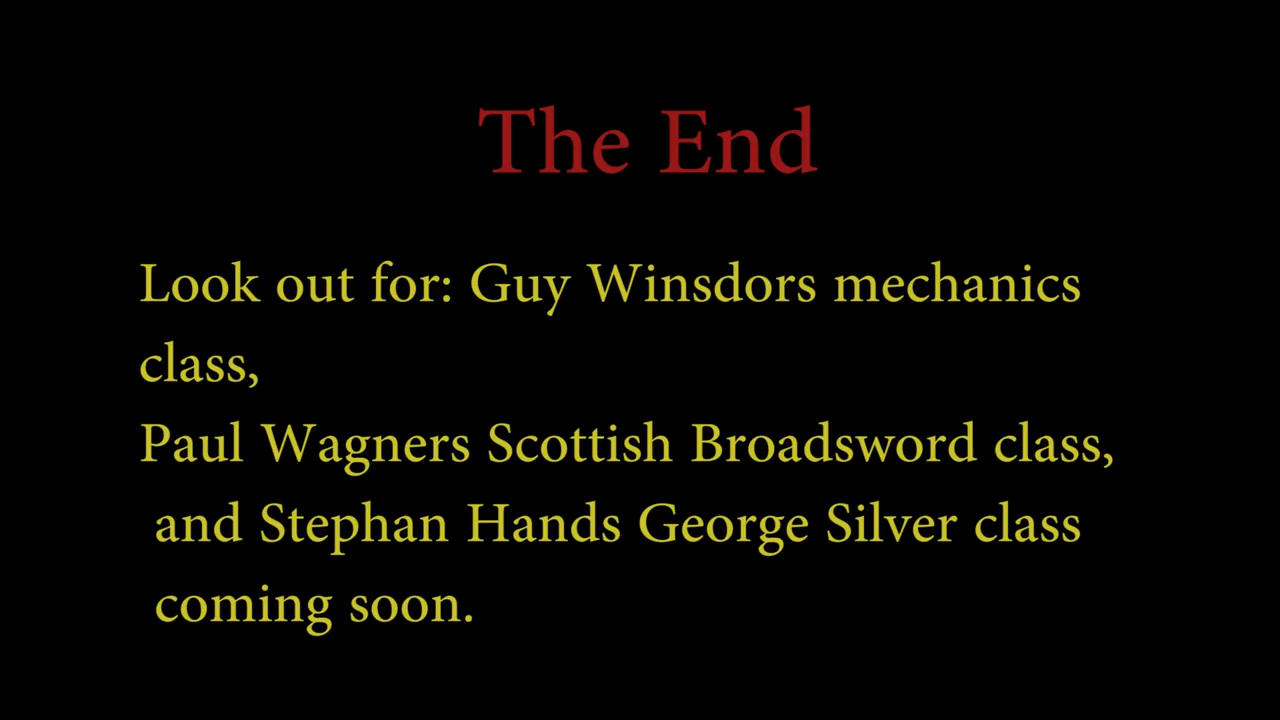 The End
Look out for: Guy Winsdors mechanics
class,
Paul Wagners Scottish Broadsword class,
and Stephan Hands George Silver class
coming soon.